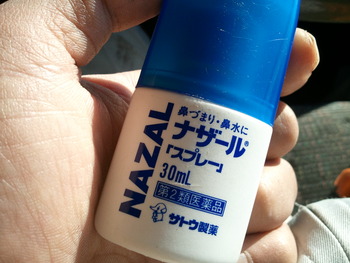 NAZAL
鼻づまり・鼻水に
ナザール®
「スプレー」
30mL
第2類医薬品
サトウ製薬